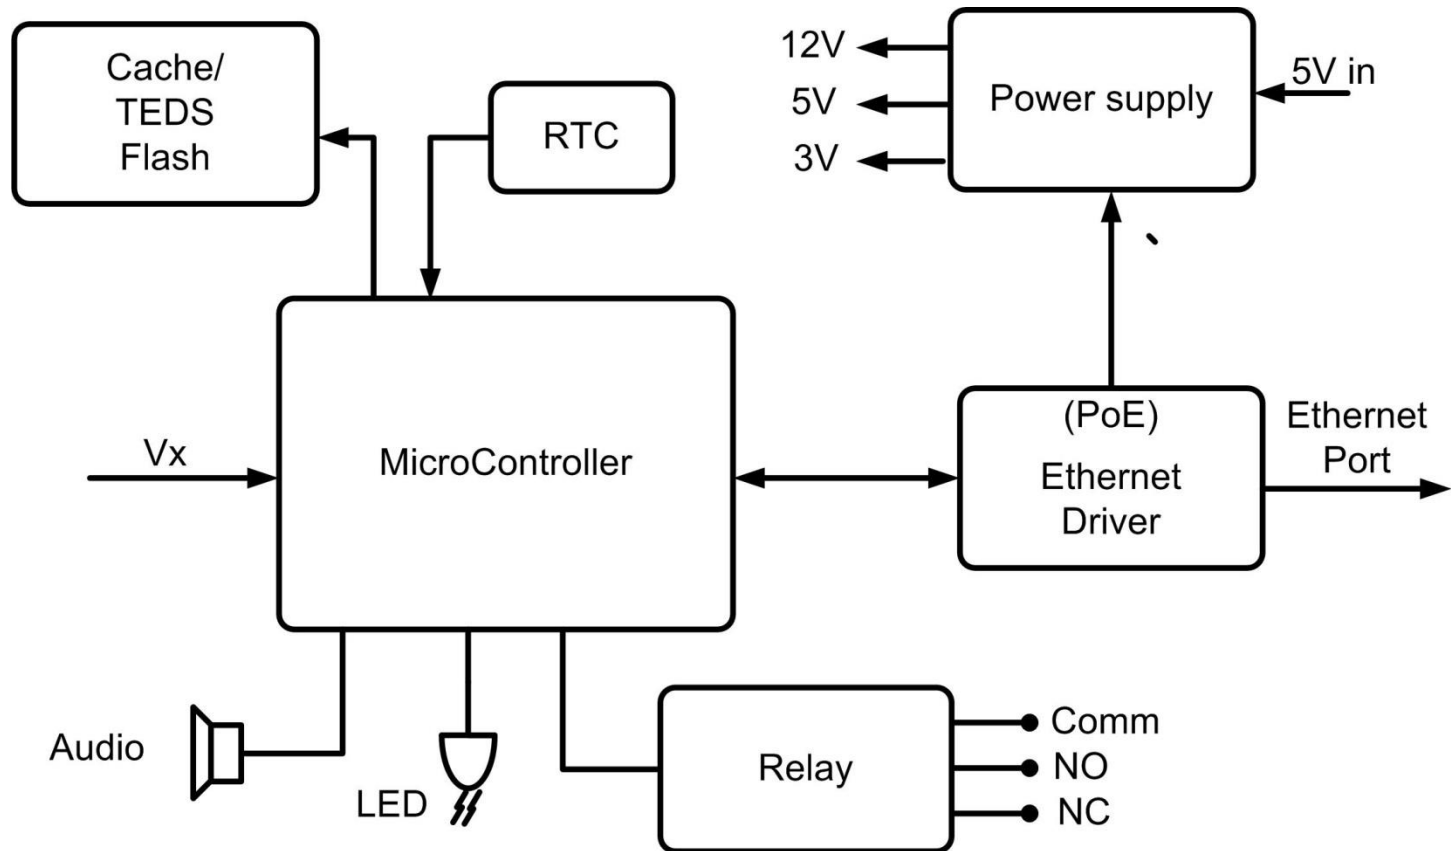 Cache/
TEDS
Flash
RTC
12V
5V
3V
Power supply
5V in
Vx
MicroController
(PoE)
Ethernet
Driver
Ethernet
Port
Audio
LED
Relay
Comm
NO
NC